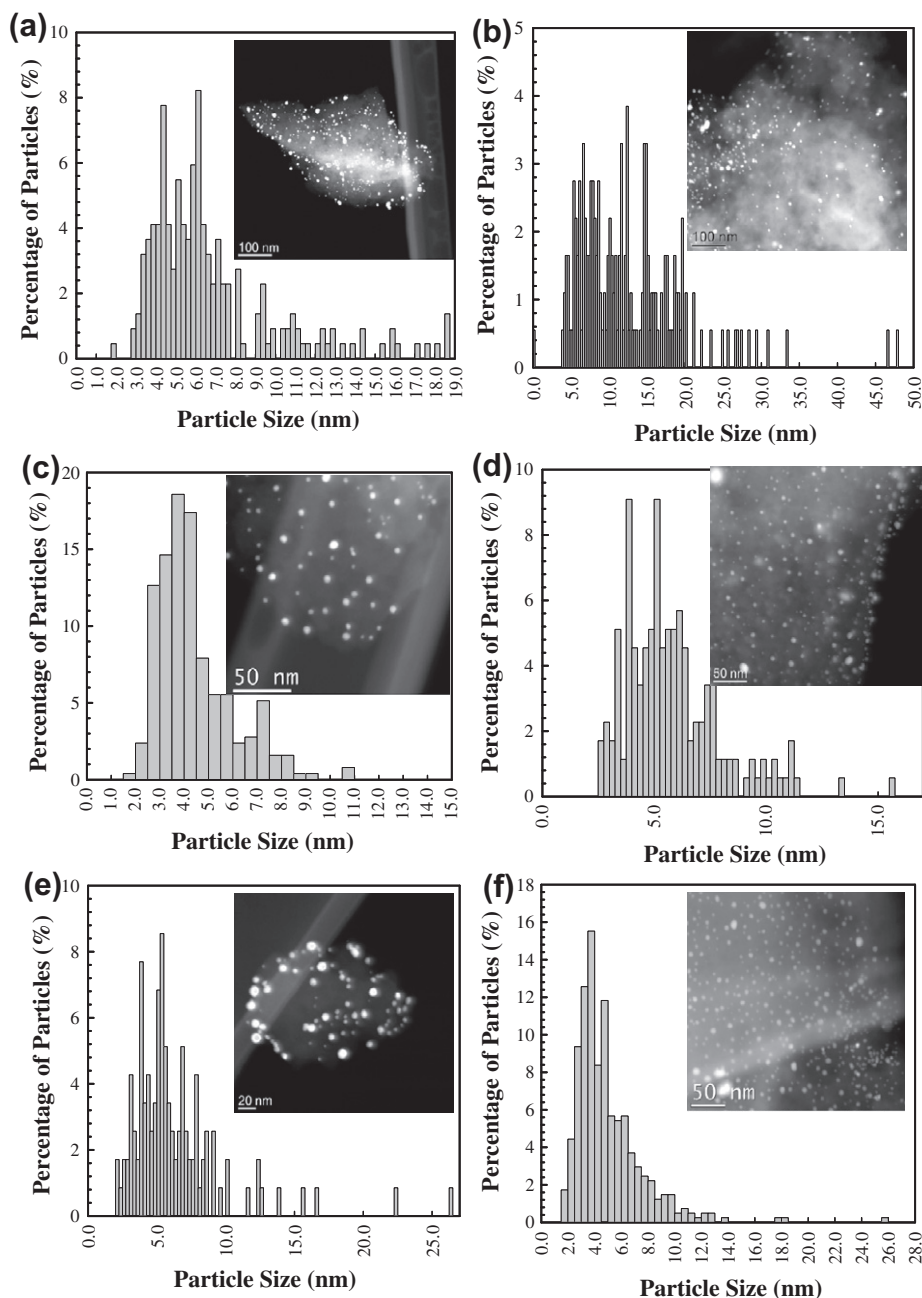 (a)
Percentage of Particles (%)
10
8
6
4
2
0
100 nm
0.0 1.0 2.0 3.0 4.0 5.0 6.0 7.0 8.0 9.0 10.0 11.0 12.0 13.0 14.0 15.0 16.0 17.0 18.0 19.0
Particle Size (nm)
(b)
Percentage of Particles (%)
5
4
3
2
1
0
100 nm
0.0 5.0 10.0 15.0 20.0 25.0 30.0 35.0 40.0 45.0 50.0
Particle Size (nm)
(c)
Percentage of Particles (%)
20
15
10
5
0
50 nm
0.0 1.0 2.0 3.0 4.0 5.0 6.0 7.0 8.0 9.0 10.0 11.0 12.0 13.0 14.0 15.0
Particle Size (nm)
(d)
Percentage of Particles (%)
10
8
6
4
2
0
50 nm
0.0 5.0 10.0 15.0
Particle Size (nm)
(e)
Percentage of Particles (%)
10
8
6
4
2
0
20 nm
0.0 5.0 10.0 15.0 20.0 25.0
Particle Size (nm)
(f)
Percentage of Particles (%)
18
16
14
12
10
8
6
4
2
0
50 nm
0.0 2.0 4.0 6.0 8.0 10.0 12.0 14.0 16.0 18.0 20.0 22.0 24.0 26.0 28.0
Particle Size (nm)